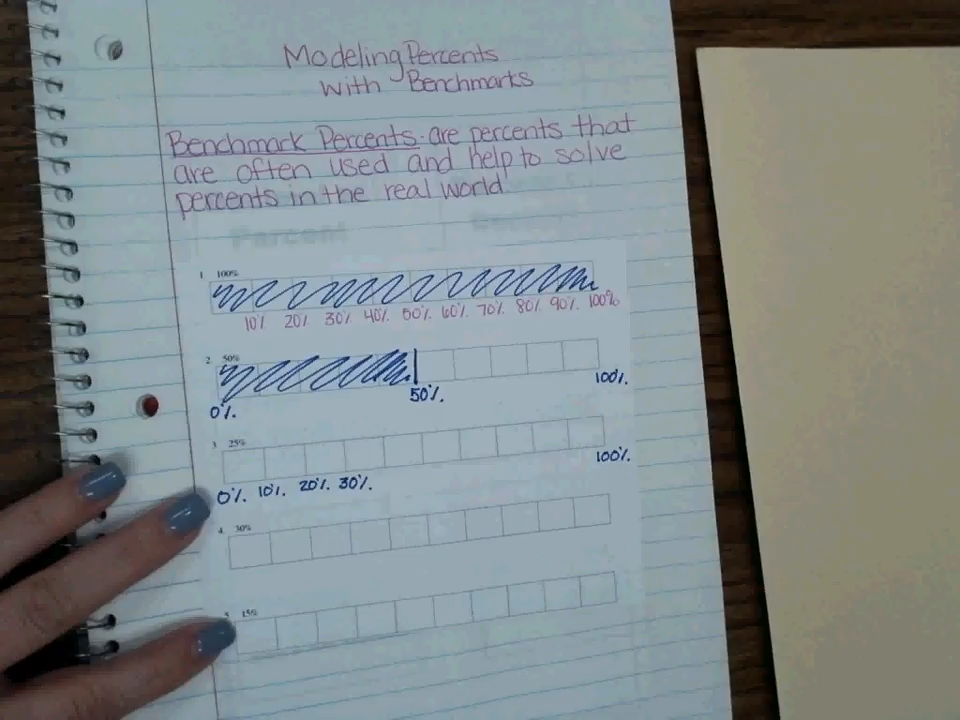 Modeling Percents
with Benchmarks
Benchmark Percents- are percents that
are often used and help to solve
percents in the real world.
1. 100%
10% 20% 30% 40% 50% 60% 70% 80% 90% 100%
2. 50%
0% 50% 100%
3. 25%
0% 10% 20% 30% 100%
4. 30%
5. 15%